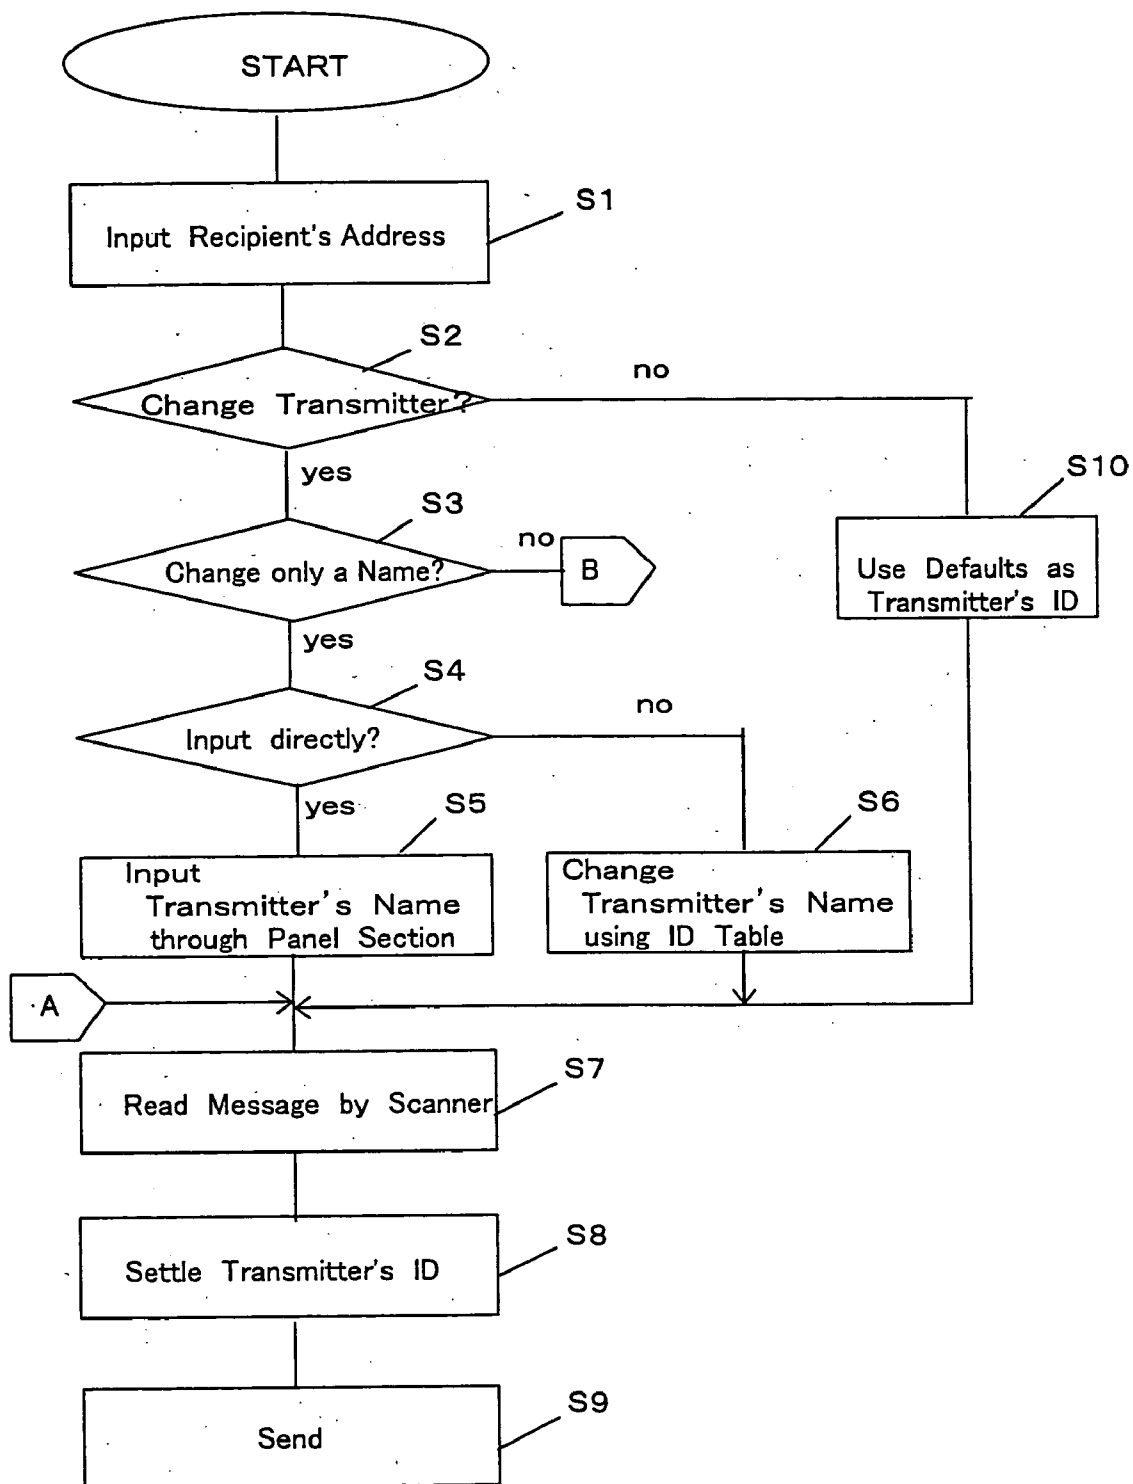 START
S1
Input Recipient's Address
S2
no
Change Transmitter?
yes
S10
S3
no
Change only a Name?
B
Use Defaults as
Transmitter's ID
yes
S4
no
Input directly?
yes
S5
S6
Input
Transmitter's Name
through Panel Section
Change
Transmitter's Name
using ID Table
A
S7
Read Message by Scanner
S8
Settle Transmitter's ID
S9
Send